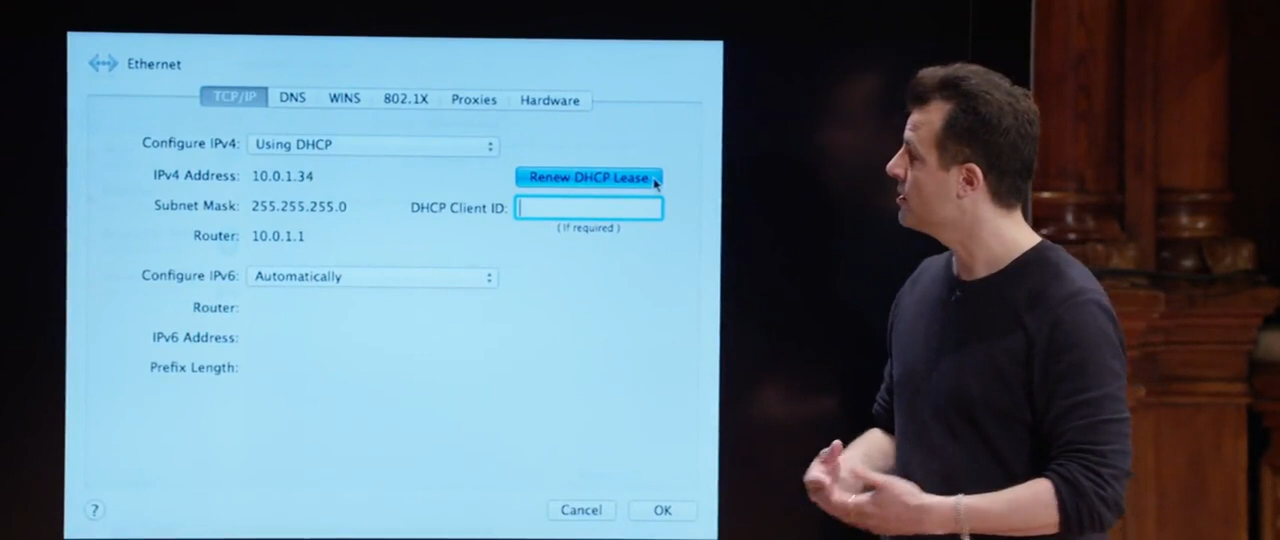 Ethernet
TCP/IP DNS WINS 802.1X Proxies Hardware
Configure IPv4: Using DHCP
IPv4 Address: 10.0.1.34 Renew DHCP Lease
Subnet Mask: 255.255.255.0 DHCP Client ID:
( If required )
Router: 10.0.1.1
Configure IPv6: Automatically
Router:
IPv6 Address:
Prefix Length:
? Cancel OK